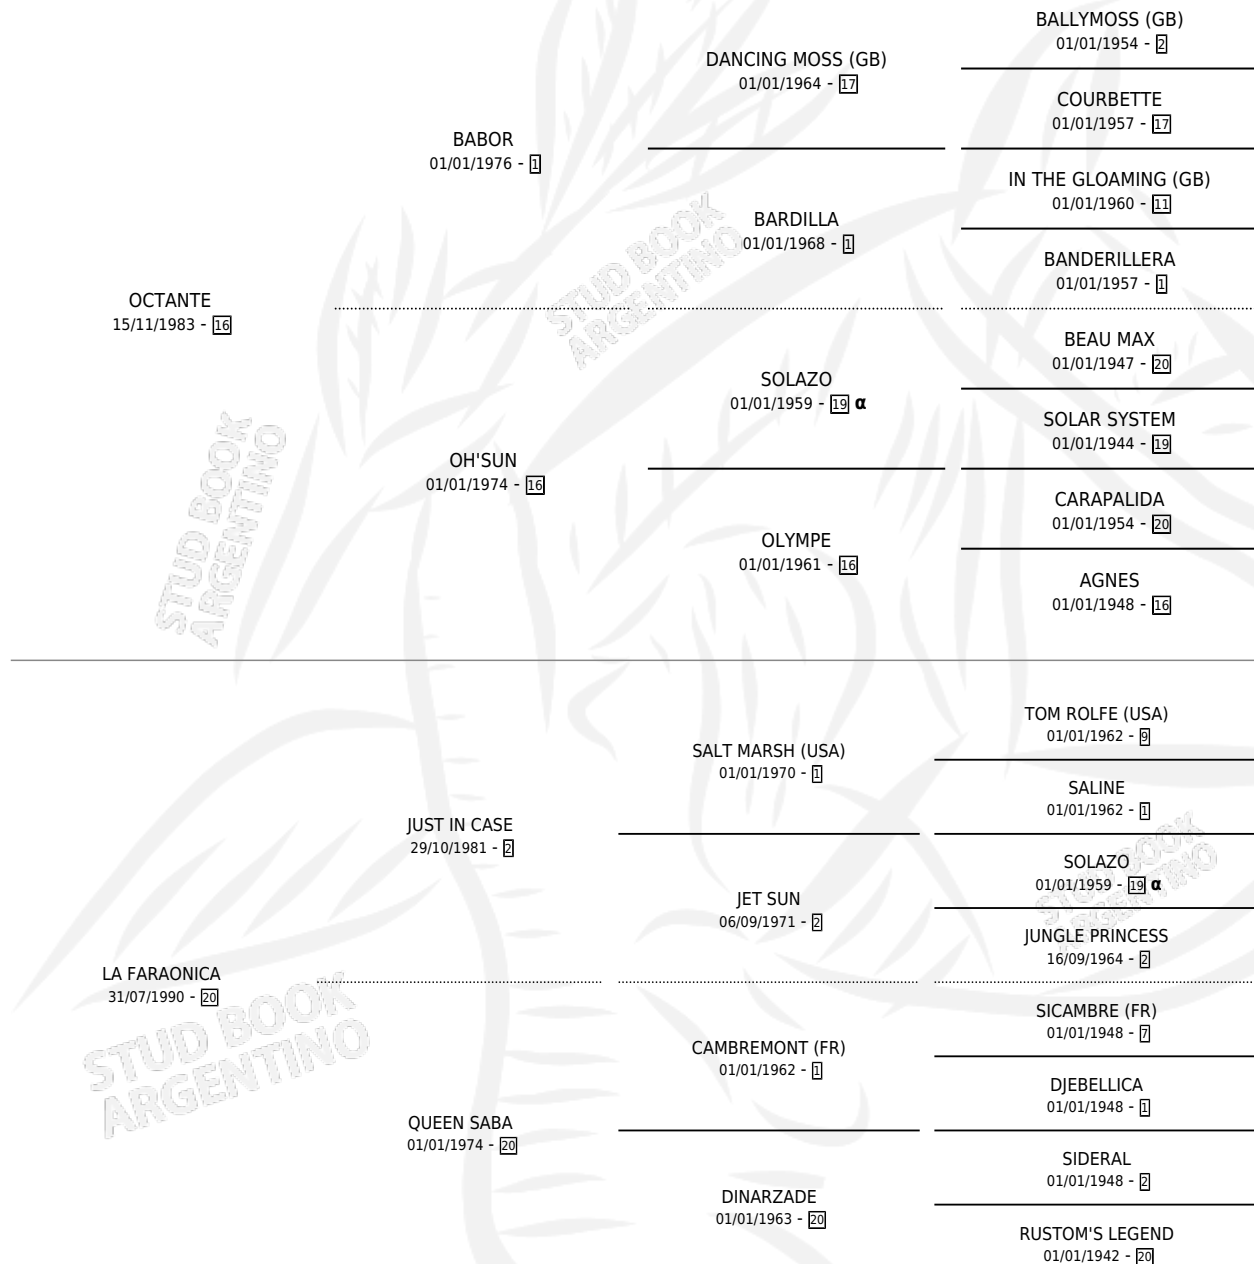 BALLYMOSS (GB)
01/01/1954 - 2
DANCING MOSS (GB)
01/01/1964 - 17
COURBETTE
01/01/1957 - 17
BABOR
01/01/1976 - 1
IN THE GLOAMING (GB)
01/01/1960 - 11
BARDILLA
01/01/1968 - 1
BANDERILLERA
01/01/1957 - 1
OCTANTE
15/11/1983 - 16
STUD BOOK
ARGENTINO
BEAU MAX
01/01/1947 - 20
SOLAZO
01/01/1959 - 19 α
SOLAR SYSTEM
01/01/1944 - 19
OH'SUN
01/01/1974 - 16
CARAPALIDA
01/01/1954 - 20
OLYMPE
01/01/1961 - 16
AGNES
01/01/1948 - 16
STUD BOOK
ARGENTINO
TOM ROLFE (USA)
01/01/1962 - 9
SALT MARSH (USA)
01/01/1970 - 1
SALINE
01/01/1962 - 1
JUST IN CASE
29/10/1981 - 2
SOLAZO
01/01/1959 - 19 α
STUD BOOK
ARGENTINO
JET SUN
06/09/1971 - 2
JUNGLE PRINCESS
16/09/1964 - 2
LA FARAONICA
31/07/1990 - 20
STUD BOOK
ARGENTINO
SICAMBRE (FR)
01/01/1948 - 7
CAMBREMONT (FR)
01/01/1962 - 1
DJEBELLICA
01/01/1948 - 1
QUEEN SABA
01/01/1974 - 20
SIDERAL
01/01/1948 - 2
DINARZADE
01/01/1963 - 20
RUSTOM'S LEGEND
01/01/1942 - 20